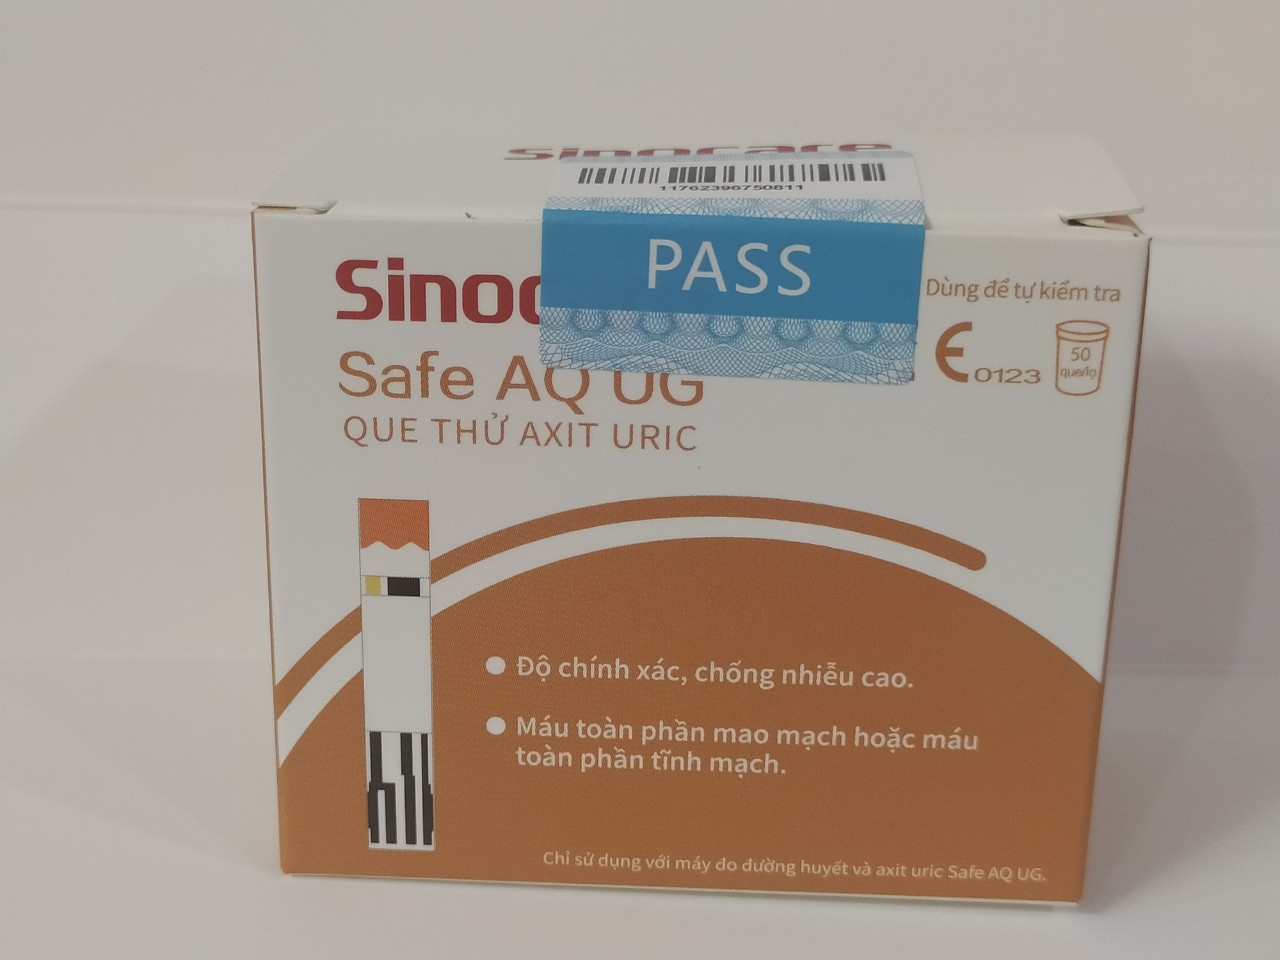 Sinocare
11762396750811
PASS
Safe AQ UG
QUE THỬ AXIT URIC
Dùng để tự kiểm tra
CE 0123
50
que/lọ
Độ chính xác, chống nhiễu cao.
Máu toàn phần mao mạch hoặc máu
toàn phần tĩnh mạch.
Chỉ sử dụng với máy đo đường huyết và axit uric Safe AQ UG.